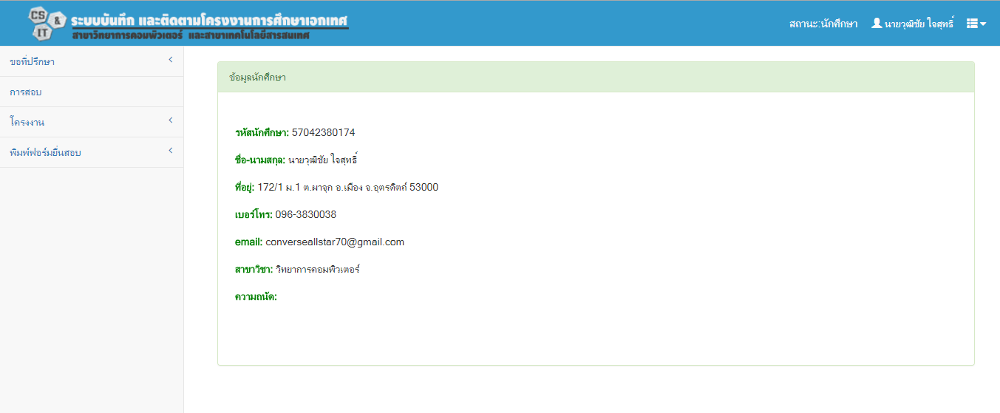 CS & IT
ระบบบันทึก และติดตามโครงงานการศึกษาเอกเทศ
สาขาวิทยาการคอมพิวเตอร์ และสาขาเทคโนโลยีสารสนเทศ
สถานะ:นักศึกษา นายวุฒิชัย ใจสุทธิ์
ขอที่ปรึกษา
การสอบ
โครงงาน
พิมพ์ฟอร์มยื่นสอบ
ข้อมูลนักศึกษา
รหัสนักศึกษา: 57042380174
ชื่อ-นามสกุล: นายวุฒิชัย ใจสุทธิ์
ที่อยู่: 172/1 ม.1 ต.ผาจุก อ.เมือง จ.อุตรดิตถ์ 53000
เบอร์โทร: 096-3830038
email: converseallstar70@gmail.com
สาขาวิชา: วิทยาการคอมพิวเตอร์
ความถนัด: